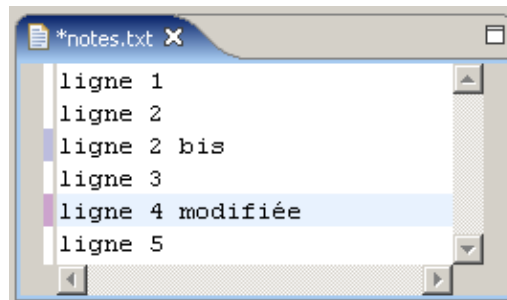 *notes.txt
ligne 1
ligne 2
ligne 2 bis
ligne 3
ligne 4 modifiée
ligne 5